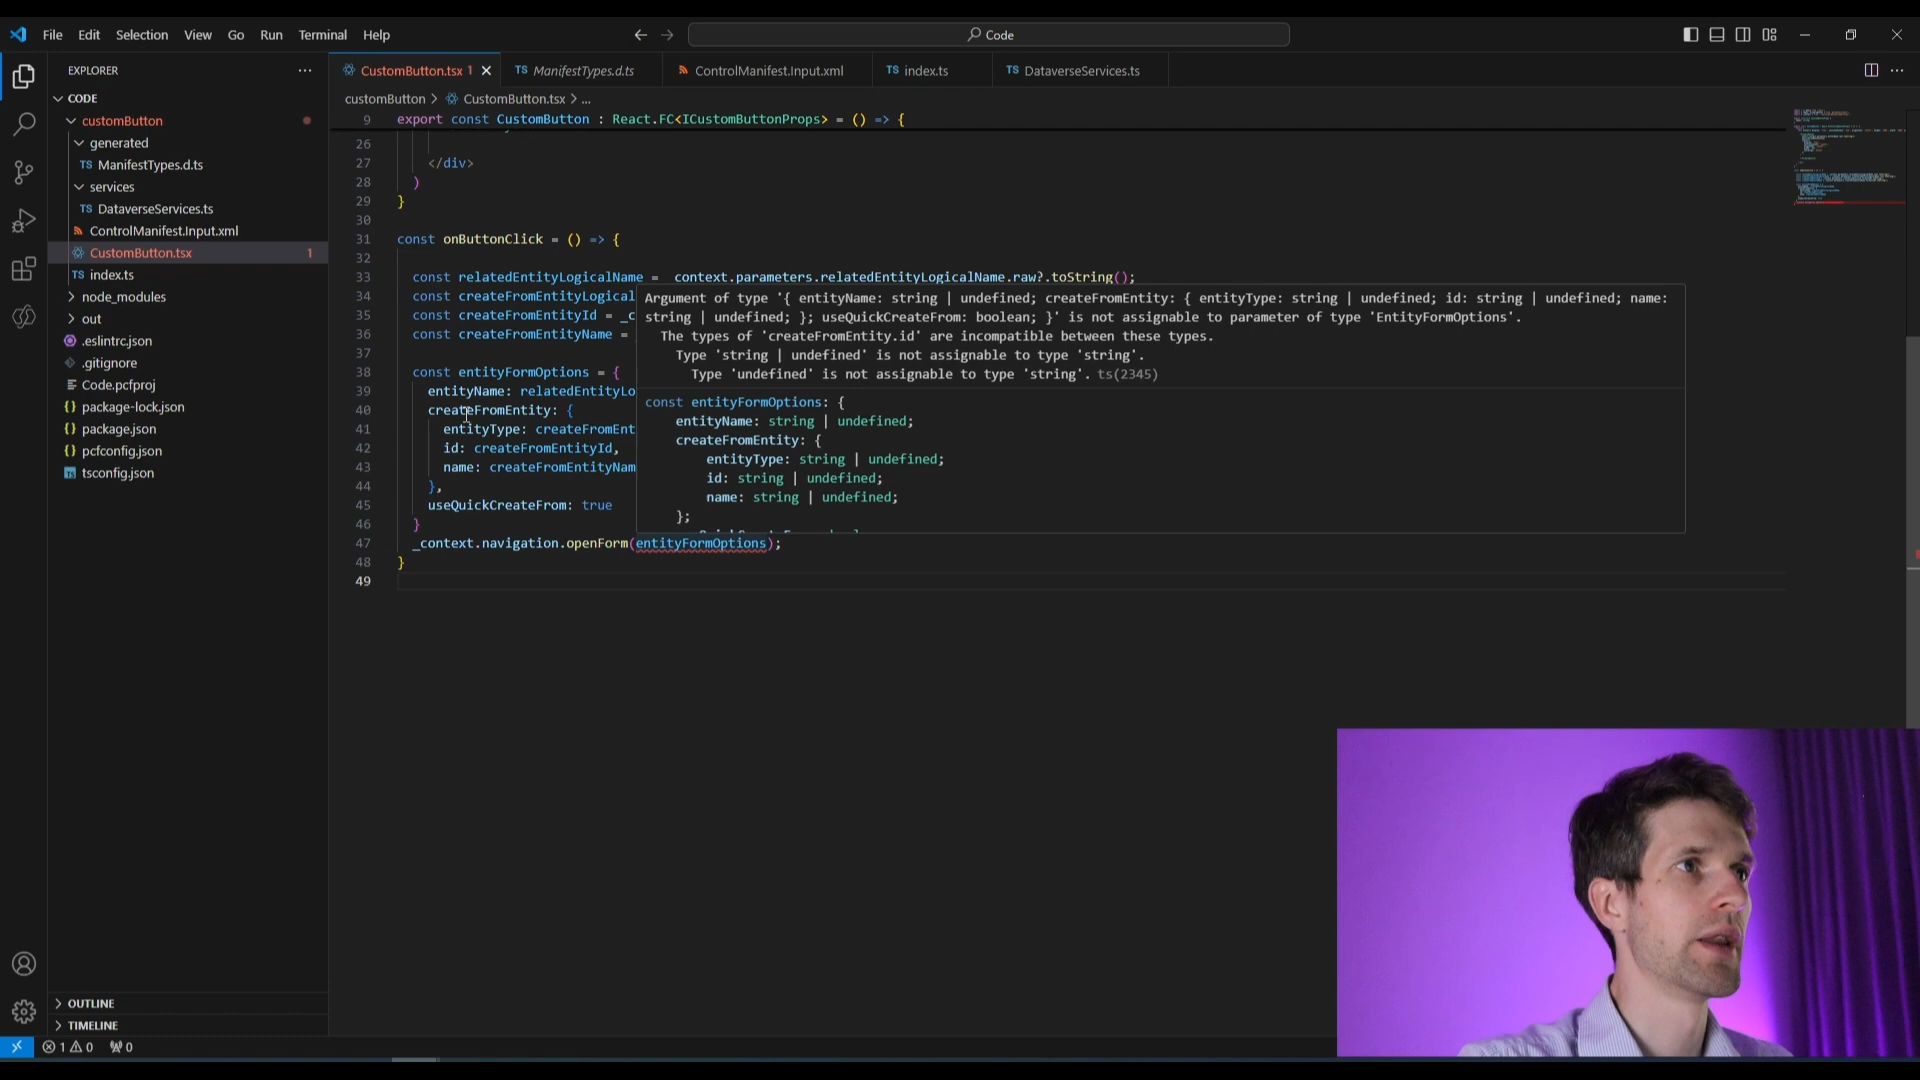 File Edit Selection View Go Run Terminal Help
Code
EXPLORER
CODE
customButton
generated
TS ManifestTypes.d.ts
services
TS DataverseServices.ts
ControlManifest.Input.xml
CustomButton.tsx 1
TS index.ts
node_modules
out
.eslintrc.json
.gitignore
Code.pcfproj
{} package-lock.json
{} package.json
{} pcfconfig.json
tsconfig.json
OUTLINE
TIMELINE
1 0 0
CustomButton.tsx 1
TS ManifestTypes.d.ts
ControlManifest.Input.xml
TS index.ts
TS DataverseServices.ts
customButton > CustomButton.tsx > ...
9 export const CustomButton : React.FC<ICustomButtonProps> = () => {
26
27 </div>
28 )
29 }
30
31 const onButtonClick = () => {
32
33 const relatedEntityLogicalName = _context.parameters.relatedEntityLogicalName.raw?.toString();
34 const createFromEntityLogical
35 const createFromEntityId = _c
36 const createFromEntityName =
37
38 const entityFormOptions = {
39 entityName: relatedEntityLo
40 createFromEntity: {
41 entityType: createFromEnt
42 id: createFromEntityId,
43 name: createFromEntityNam
44 },
45 useQuickCreateFrom: true
46 }
47 _context.navigation.openForm(entityFormOptions);
48 }
49
Argument of type '{ entityName: string | undefined; createFromEntity: { entityType: string | undefined; id: string | undefined; name:
string | undefined; }; useQuickCreateFrom: boolean; }' is not assignable to parameter of type 'EntityFormOptions'.
The types of 'createFromEntity.id' are incompatible between these types.
Type 'string | undefined' is not assignable to type 'string'.
Type 'undefined' is not assignable to type 'string'. ts(2345)
const entityFormOptions: {
entityName: string | undefined;
createFromEntity: {
entityType: string | undefined;
id: string | undefined;
name: string | undefined;
};